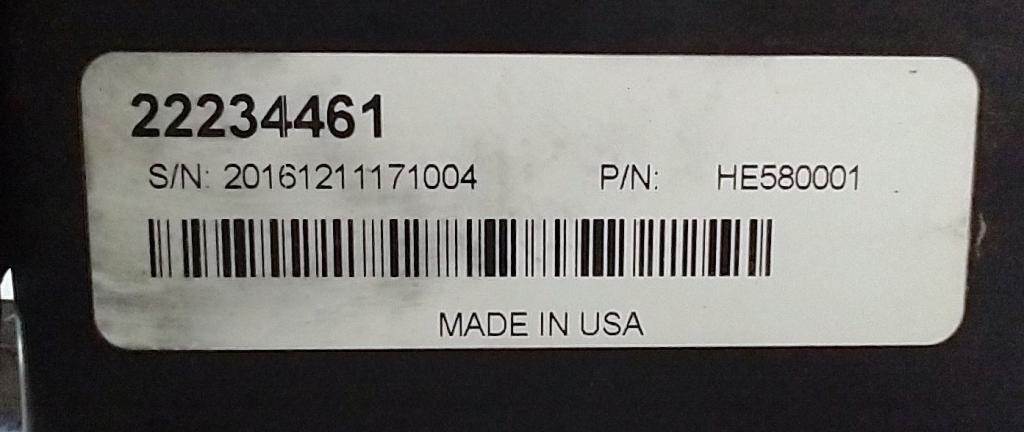 22234461
S/N: 20161211171004 P/N: HE580001
MADE IN USA